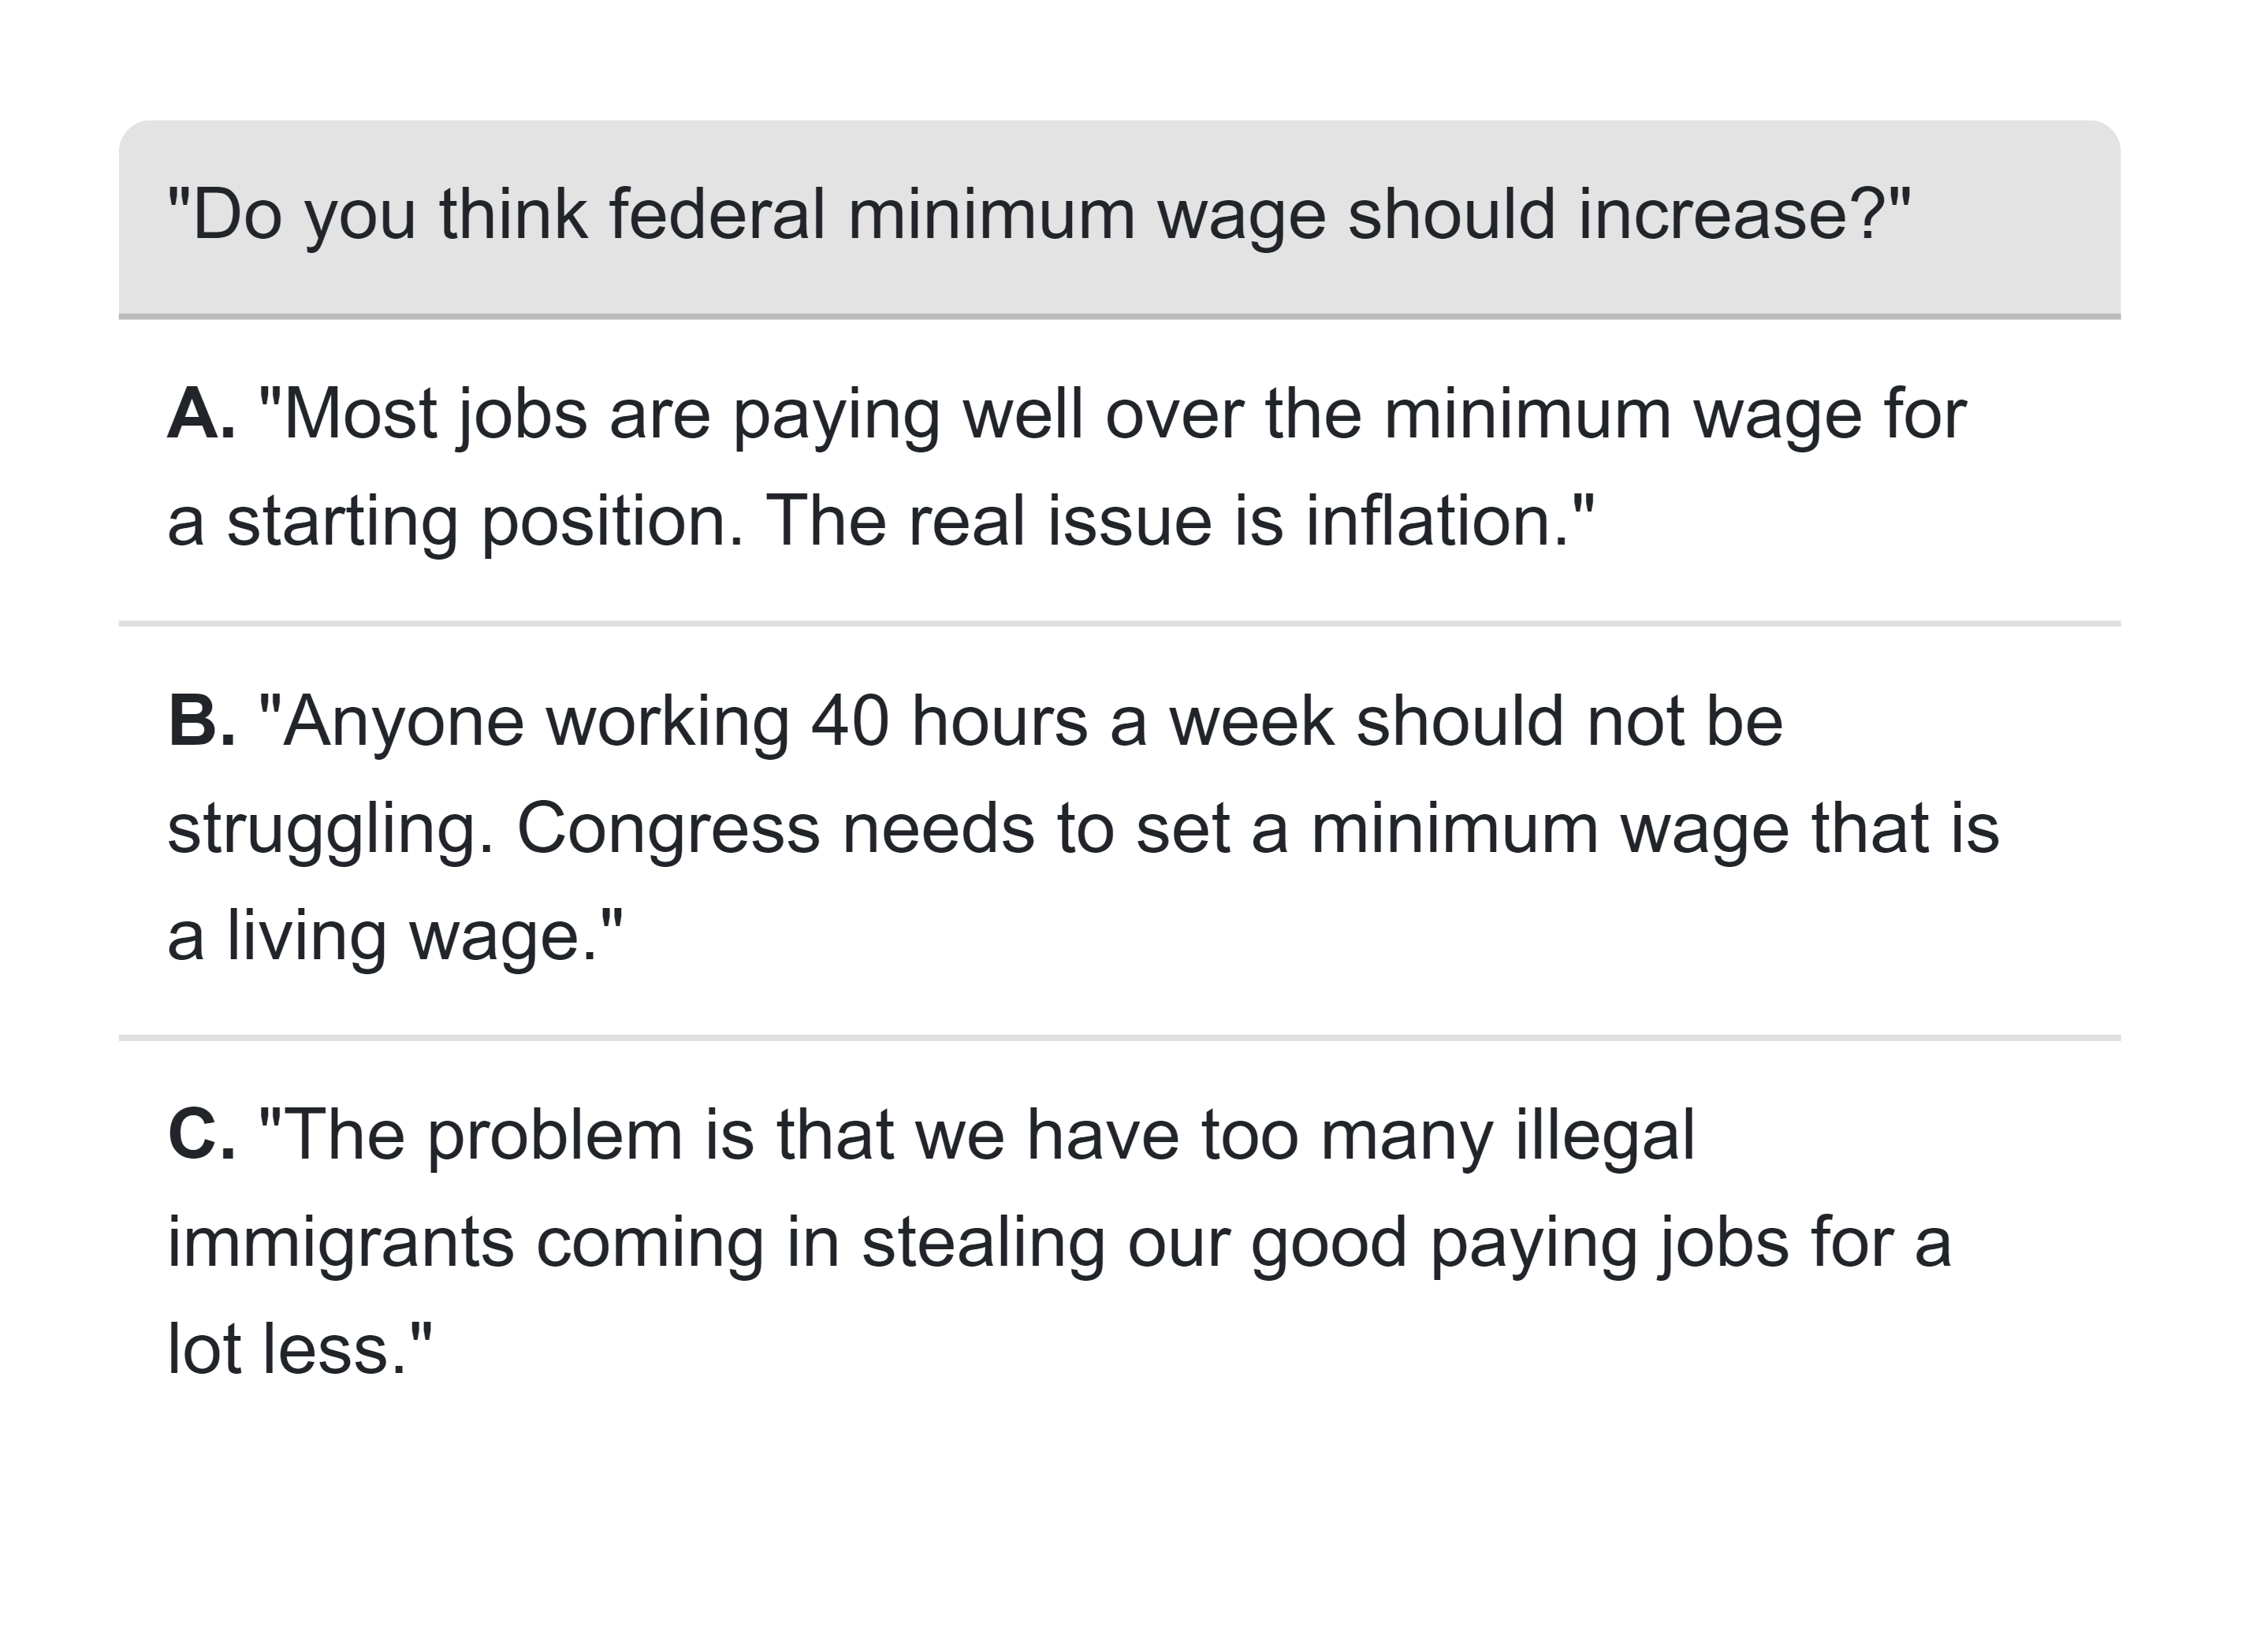 "Do you think federal minimum wage should increase?"
A. "Most jobs are paying well over the minimum wage for
a starting position. The real issue is inflation."
B. "Anyone working 40 hours a week should not be
struggling. Congress needs to set a minimum wage that is
a living wage."
C. "The problem is that we have too many illegal
immigrants coming in stealing our good paying jobs for a
lot less."